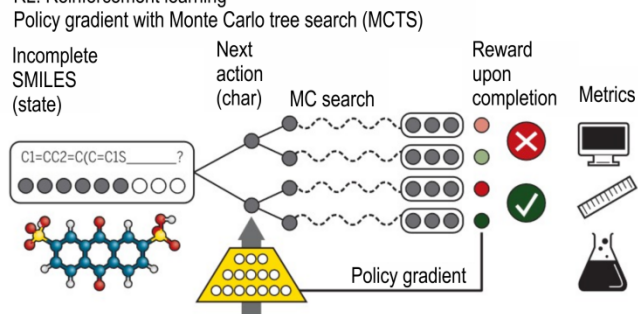 RL: Reinforcement learning
Policy gradient with Monte Carlo tree search (MCTS)
Incomplete
SMILES
(state)
Next
action
(char)
MC search
Reward
upon
completion
Metrics
C1=CC2=C(C=C1S______?
Policy gradient